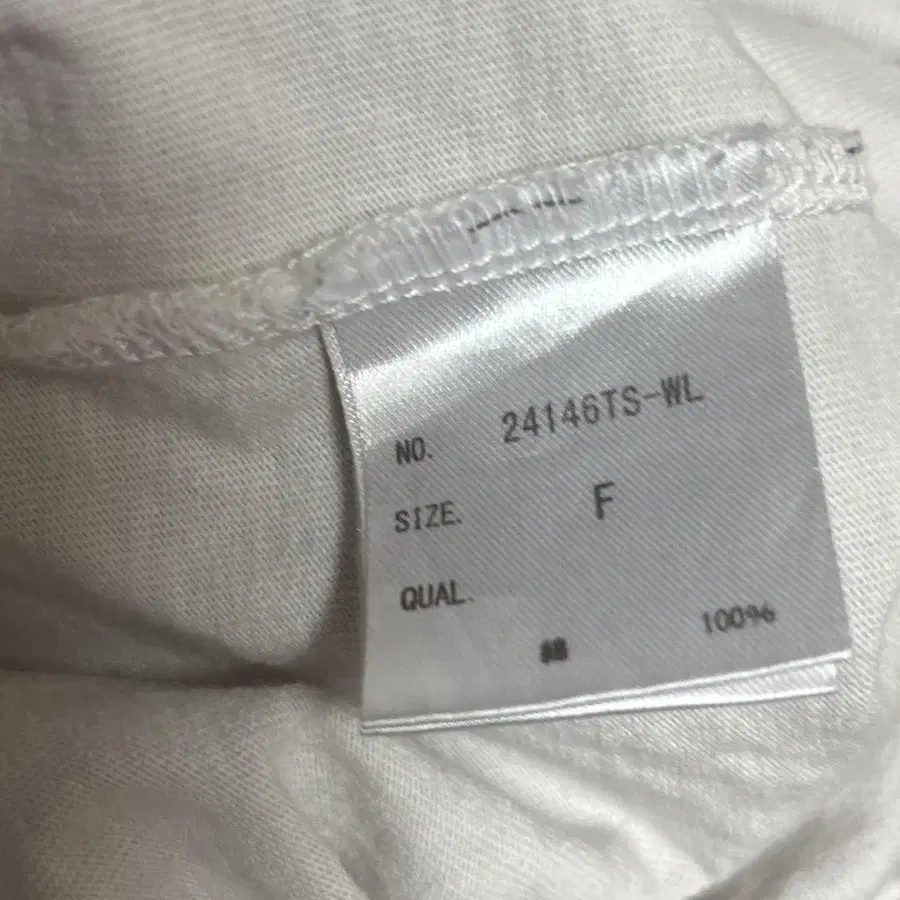 NO. 24146TS-WL
SIZE. F
QUAL.
綿 100%